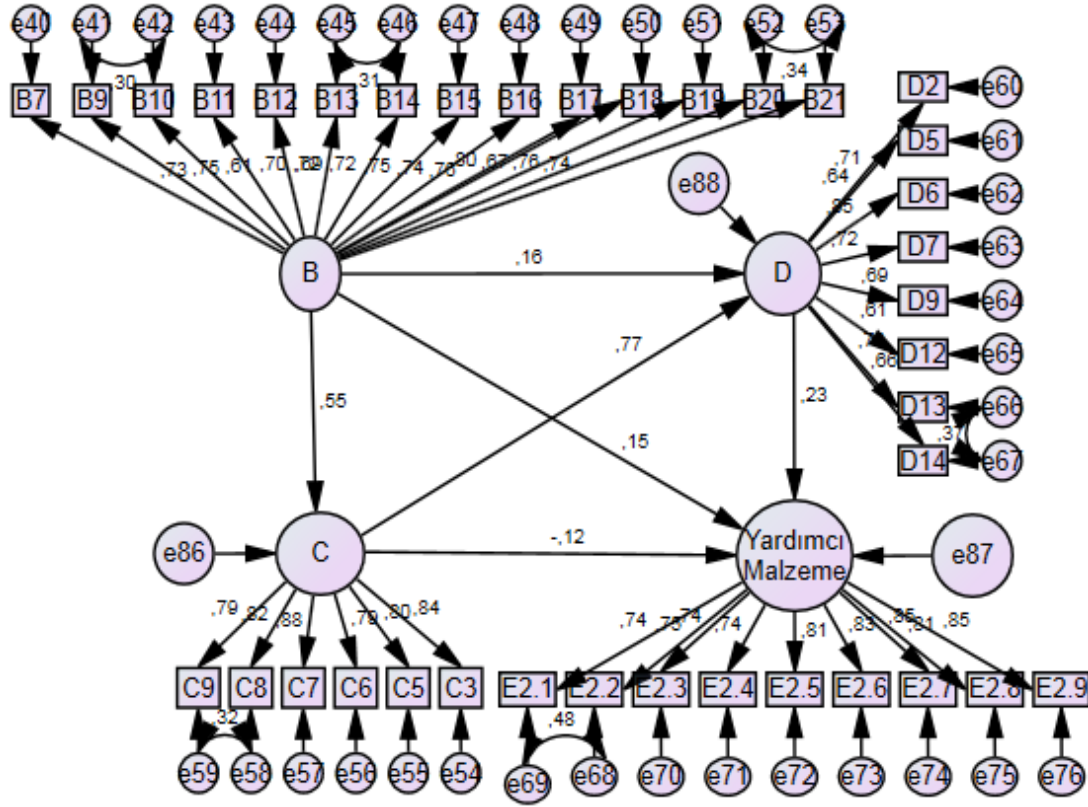 e40 e41 e42 e43 e44 e45 e46 e47 e48 e49 e50 e51 e52 e53
,30 ,31 ,34
B7 B9 B10 B11 B12 B13 B14 B15 B16 B17 B18 B19 B20 B21
D2 e60
D5 e61
D6 e62
D7 e63
D9 e64
D12 e65
D13 e66
D14 e67
,73 ,75 ,61 ,70 ,72 ,75 ,74 ,80 ,67 ,76 ,74
,71
,64
,85
,72
,69
,61
,66
e88
B
,16
D
,77
,55
,23
,15
e86
C
-,12
Yardımcı
Malzeme
e87
,79 ,82 ,88 ,79 ,80 ,84
,74 ,74 ,74 ,81 ,83 ,81 ,85
C9 C8 C7 C6 C5 C3
E2.1 E2.2 E2.3 E2.4 E2.5 E2.6 E2.7 E2.8 E2.9
,32
,48
e59 e58 e57 e56 e55 e54
e69 e68 e70 e71 e72 e73 e74 e75 e76